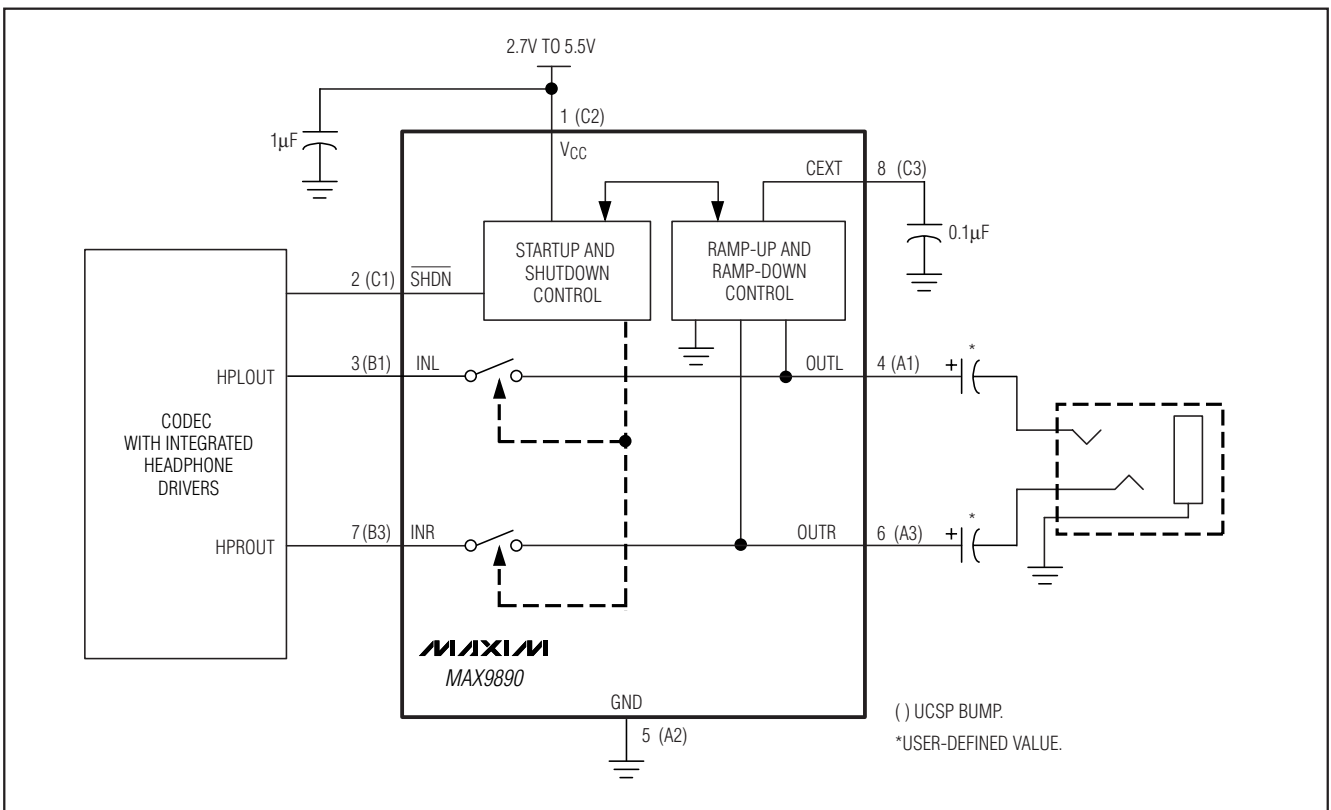 2.7V TO 5.5V
1 (C2)
1µF
VCC
CEXT
8 (C3)
0.1µF
STARTUP AND
SHUTDOWN
CONTROL
RAMP-UP AND
RAMP-DOWN
CONTROL
2 (C1)
SHDN
HPLOUT
3 (B1)
INL
OUTL
4 (A1)
+
*
CODEC
WITH INTEGRATED
HEADPHONE
DRIVERS
HPROUT
7 (B3)
INR
OUTR
6 (A3)
+
*
MAXIM
MAX9890
GND
5 (A2)
( ) UCSP BUMP.
*USER-DEFINED VALUE.